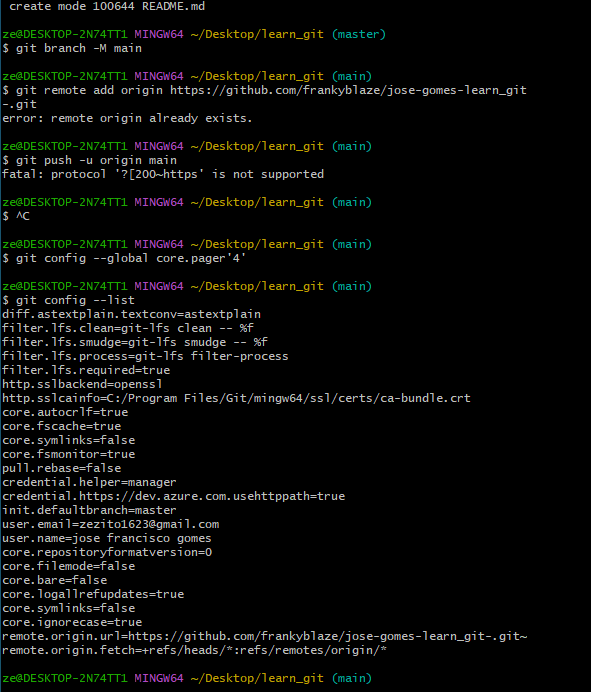 create mode 100644 README.md
ze@DESKTOP-2N74TT1 MINGW64 ~/Desktop/learn_git (master)
$ git branch -M main
ze@DESKTOP-2N74TT1 MINGW64 ~/Desktop/learn_git (main)
$ git remote add origin https://github.com/frankyblaze/jose-gomes-learn_git
-.git
error: remote origin already exists.
ze@DESKTOP-2N74TT1 MINGW64 ~/Desktop/learn_git (main)
$ git push -u origin main
fatal: protocol '?[200~https' is not supported
ze@DESKTOP-2N74TT1 MINGW64 ~/Desktop/learn_git (main)
$ ^C
ze@DESKTOP-2N74TT1 MINGW64 ~/Desktop/learn_git (main)
$ git config --global core.pager'4'
ze@DESKTOP-2N74TT1 MINGW64 ~/Desktop/learn_git (main)
$ git config --list
diff.astextplain.textconv=astextplain
filter.lfs.clean=git-lfs clean -- %f
filter.lfs.smudge=git-lfs smudge -- %f
filter.lfs.process=git-lfs filter-process
filter.lfs.required=true
http.sslbackend=openssl
http.sslcainfo=C:/Program Files/Git/mingw64/ssl/certs/ca-bundle.crt
core.autocrlf=true
core.fscache=true
core.symlinks=false
core.fsmonitor=true
pull.rebase=false
credential.helper=manager
credential.https://dev.azure.com.usehttppath=true
init.defaultbranch=master
user.email=zezito1623@gmail.com
user.name=jose francisco gomes
core.repositoryformatversion=0
core.filemode=false
core.bare=false
core.logallrefupdates=true
core.symlinks=false
core.ignorecase=true
remote.origin.url=https://github.com/frankyblaze/jose-gomes-learn_git-.git~
remote.origin.fetch=+refs/heads/*:refs/remotes/origin/*
ze@DESKTOP-2N74TT1 MINGW64 ~/Desktop/learn_git (main)